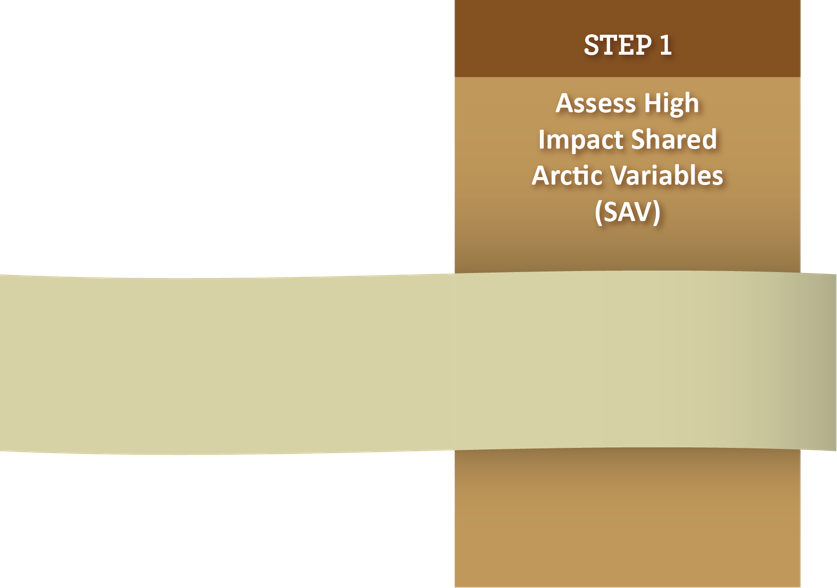 STEP 1
Assess High
Impact Shared
Arctic Variables
(SAV)